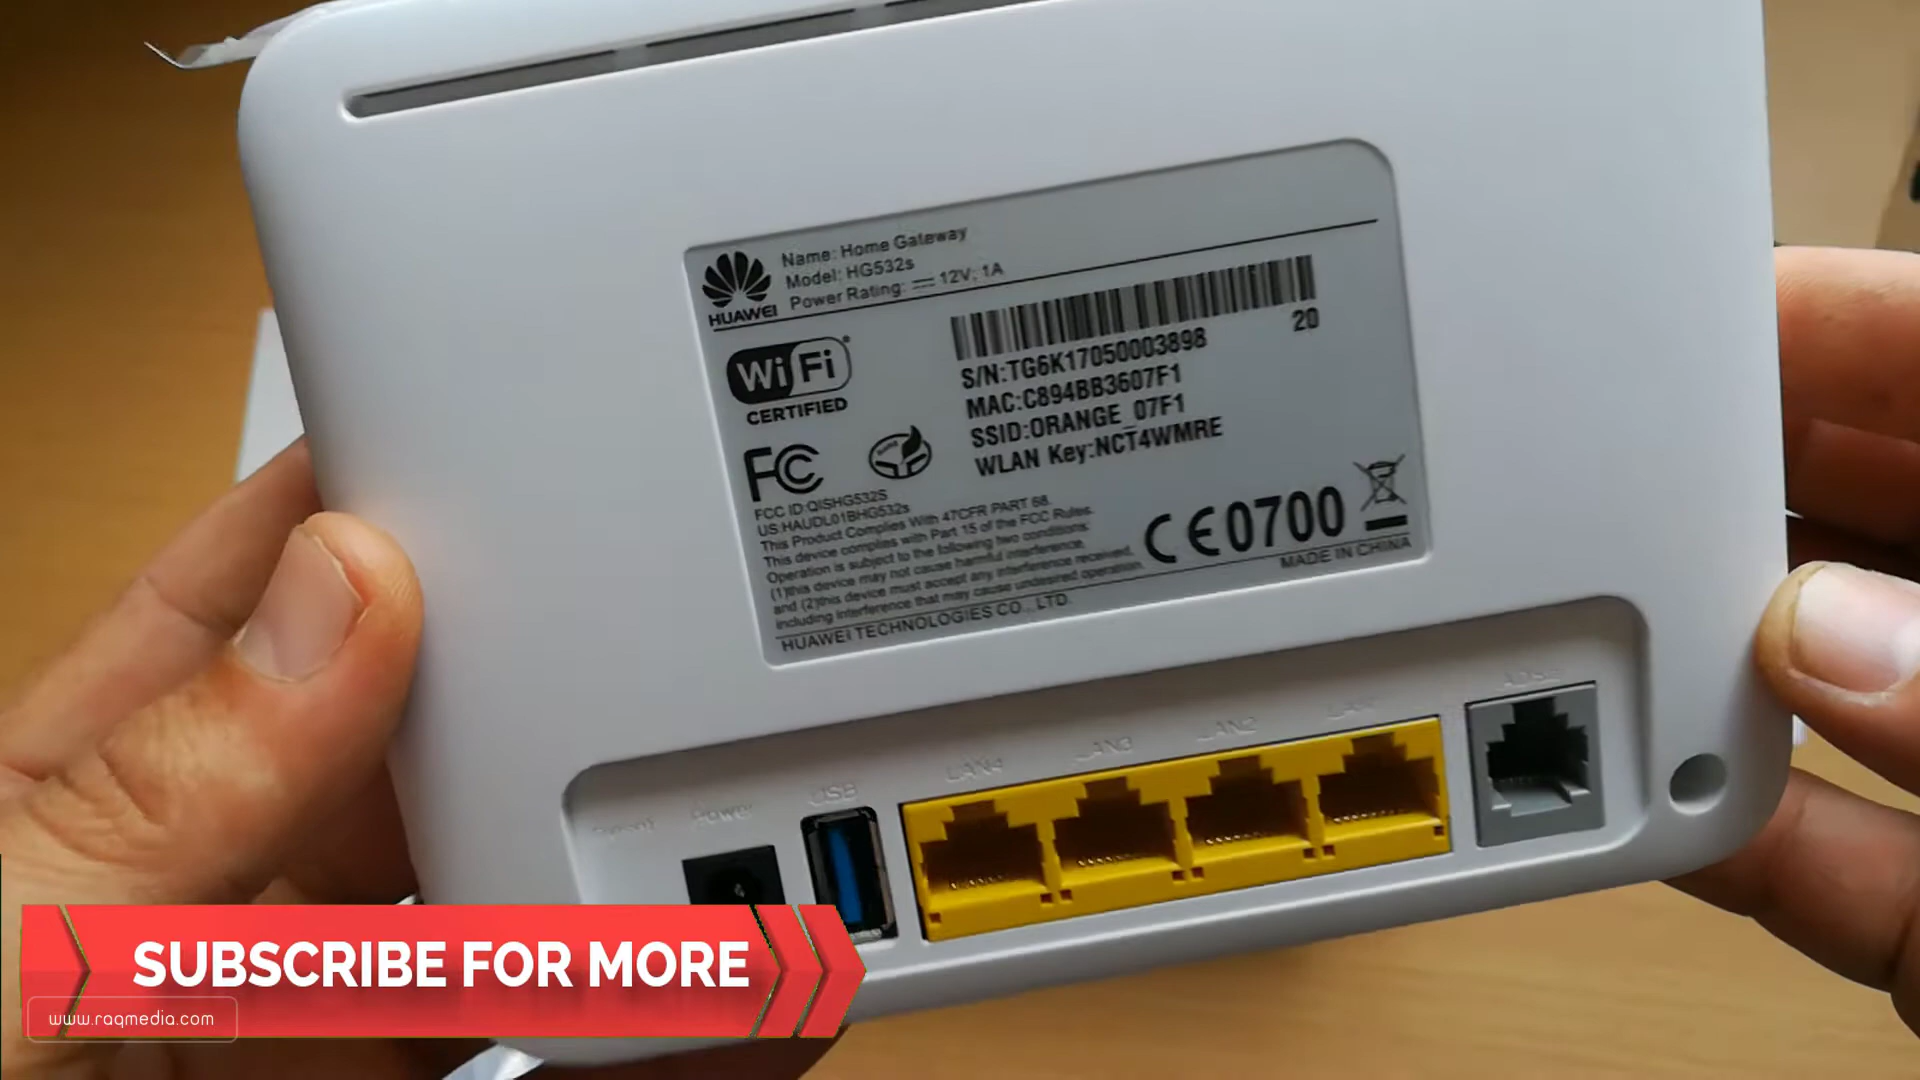 Name: Home Gateway
Model: HG532s
Power Rating: 12V; 1A
HUAWEI
20
Wi Fi
CERTIFIED
S/N:TG6K17050003898
MAC:C894BB3607F1
SSID:ORANGE_07F1
WLAN Key:NCT4WMRE
FC
FCC ID:QISHG532S
US:HAUDL01BHG532s
This Product Complies With 47CFR PART 68.
This device complies with Part 15 of the FCC Rules.
Operation is subject to the following two conditions:
(1)this device may not cause harmful interference.
and (2)this device must accept any interference received,
including interference that may cause undesired operation.
CE0700
MADE IN CHINA
HUAWEI TECHNOLOGIES CO., LTD.
Power
USB
LAN4
LAN3
LAN2
LAN1
ADSL
SUBSCRIBE FOR MORE
www.raqmedia.com